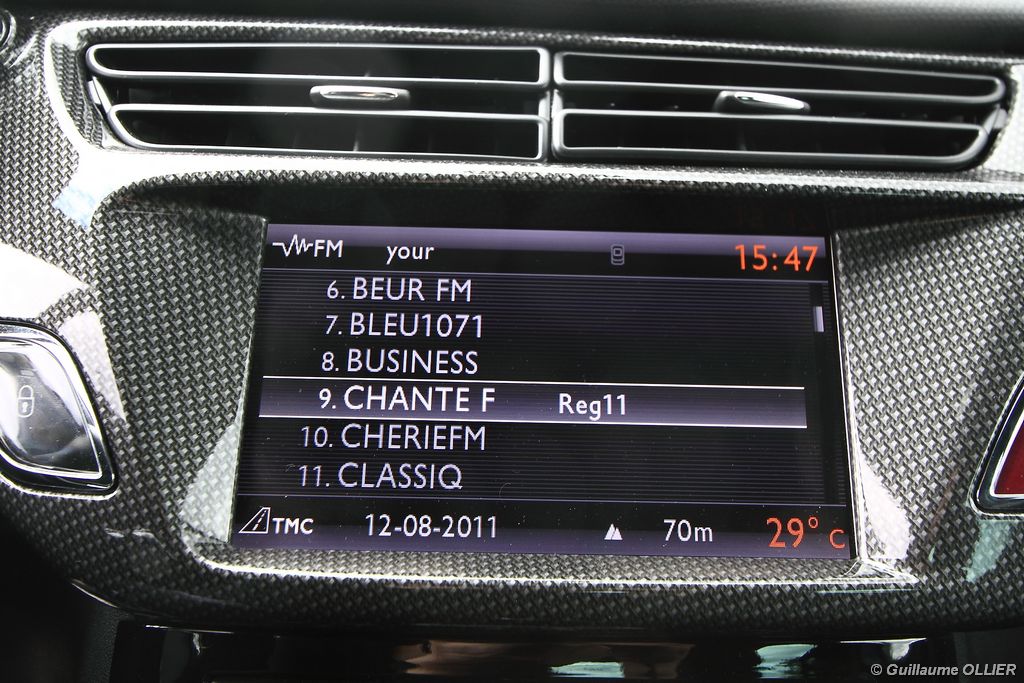 FM your 15:47
6. BEUR FM
7. BLEU1071
8. BUSINESS
9. CHANTE F Reg11
10. CHERIEFM
11. CLASSIQ
TMC 12-08-2011 70m 29° C
© Guillaume OLLIER